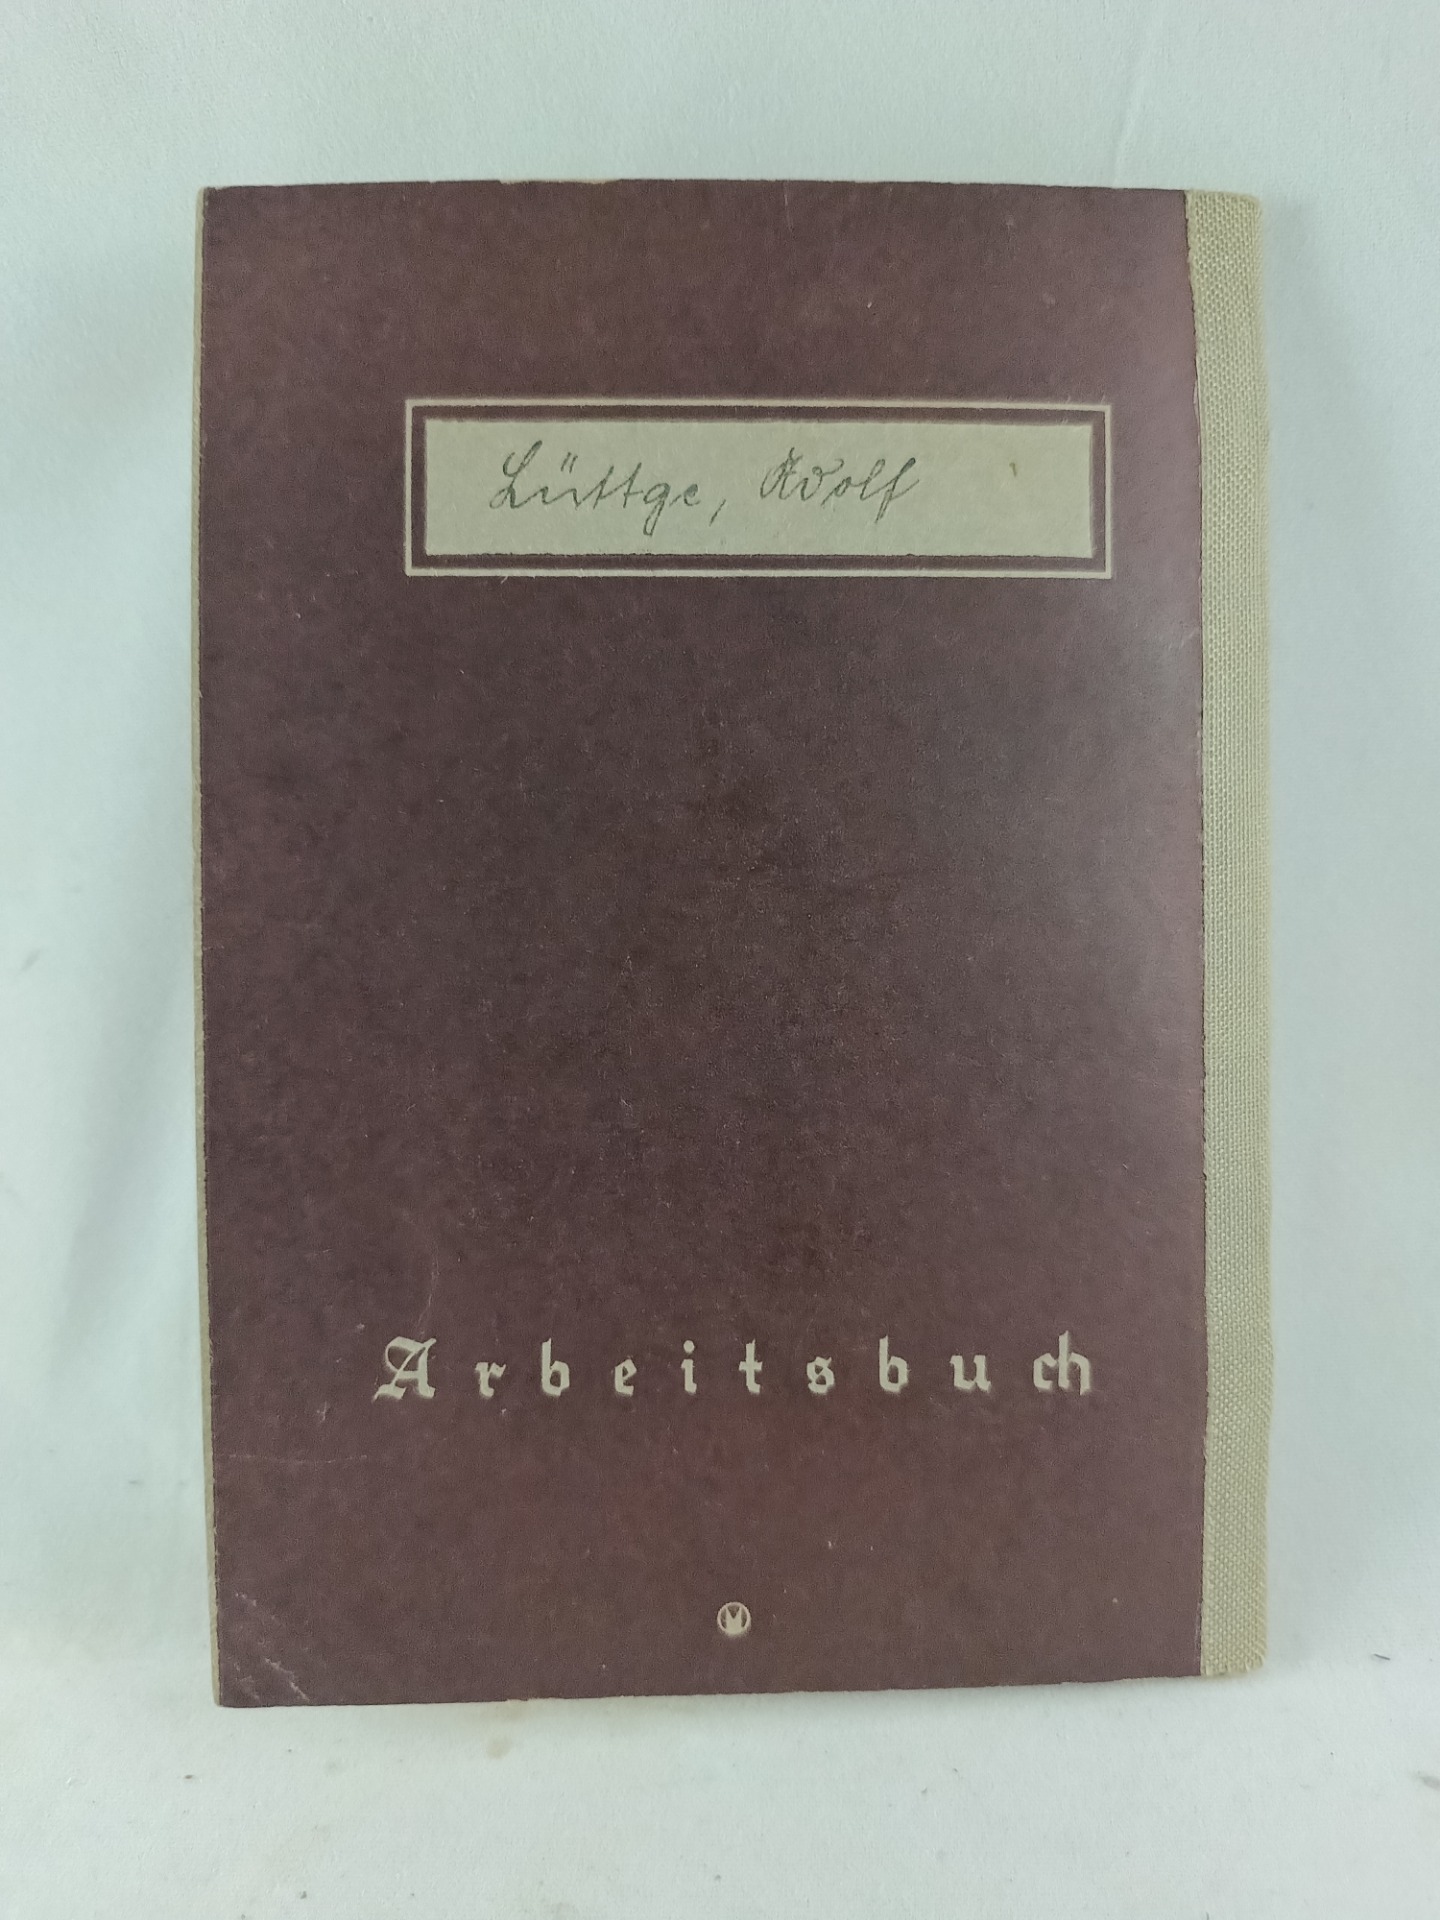 Lüttge, Adolf
Arbeitsbuch
M